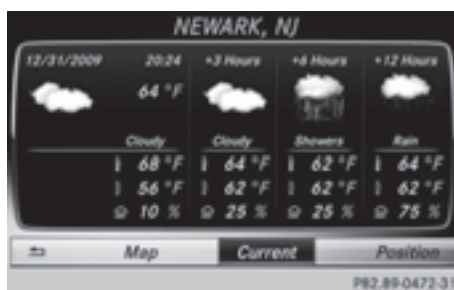 NEWARK, NJ
12/31/2009 20:24 +3 Hours +6 Hours +12 Hours
64 °F
Cloudy Cloudy Showers Rain
68 °F 64 °F 62 °F 64 °F
56 °F 62 °F 62 °F 62 °F
10 % 25 % 25 % 75 %
Map Current Position
P82.89-0472-31